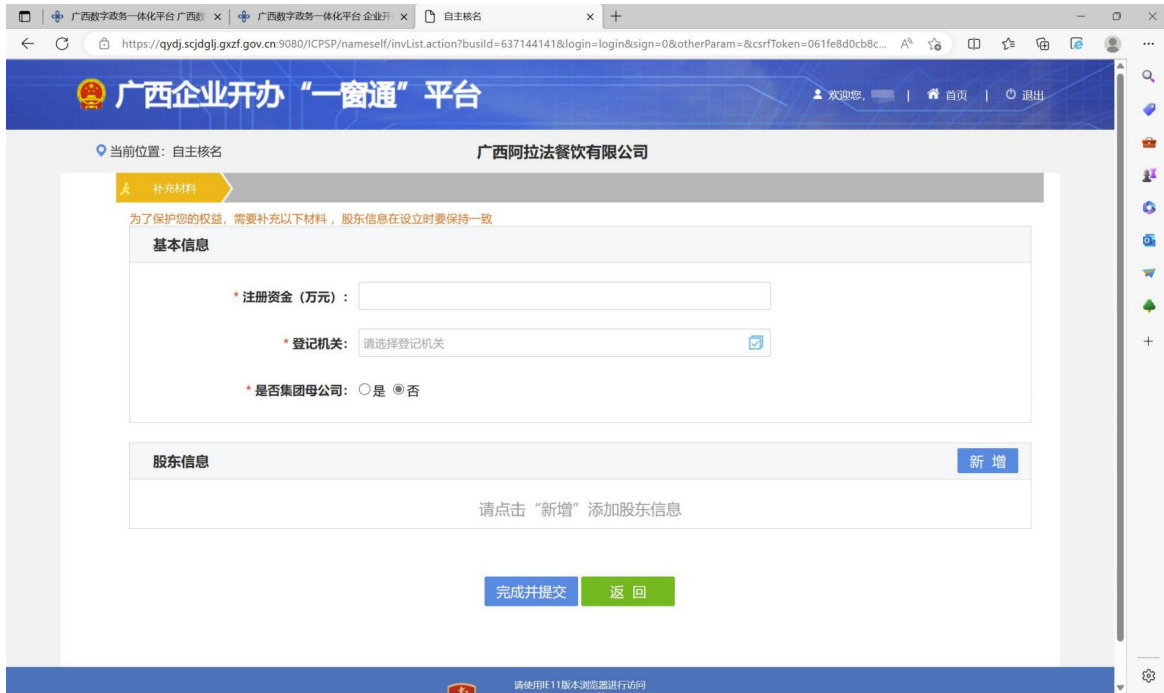 广西数字政务一体化平台 广西数
广西数字政务一体化平台 企业开
自主核名
https://qydj.scjdglj.gxzf.gov.cn:9080/ICPSP/nameself/invList.action?busiId=637144141&login=login&sign=0&otherParam=&csrfToken=061fe8d0cb8c...
广西企业开办“一窗通”平台
欢迎您, | 首页 | 退出
当前位置：自主核名
广西阿拉法餐饮有限公司
补充材料
为了保护您的权益，需要补充以下材料，股东信息在设立时要保持一致
基本信息
* 注册资金（万元）：
* 登记机关： 请选择登记机关
* 是否集团母公司： 是 否
股东信息 新 增
请点击“新增”添加股东信息
完成并提交 返 回
请使用IE11版本浏览器进行访问